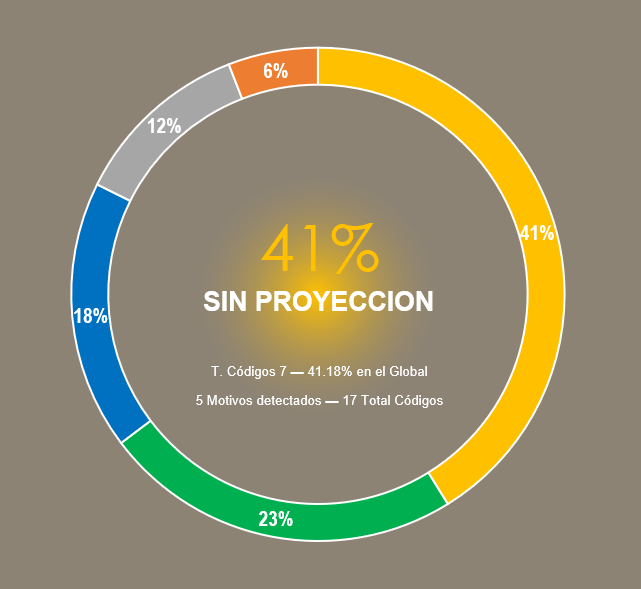 6%
12%
41%
41%
SIN PROYECCION
18%
T. Códigos 7 — 41.18% en el Global
5 Motivos detectados — 17 Total Códigos
23%